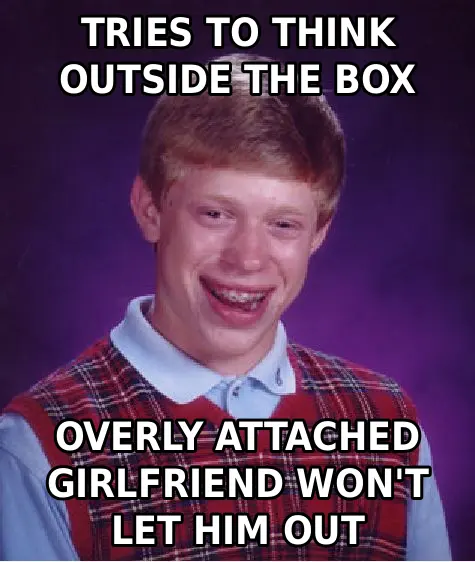 TRIES TO THINK
OUTSIDE THE BOX
OVERLY ATTACHED
GIRLFRIEND WON'T
LET HIM OUT